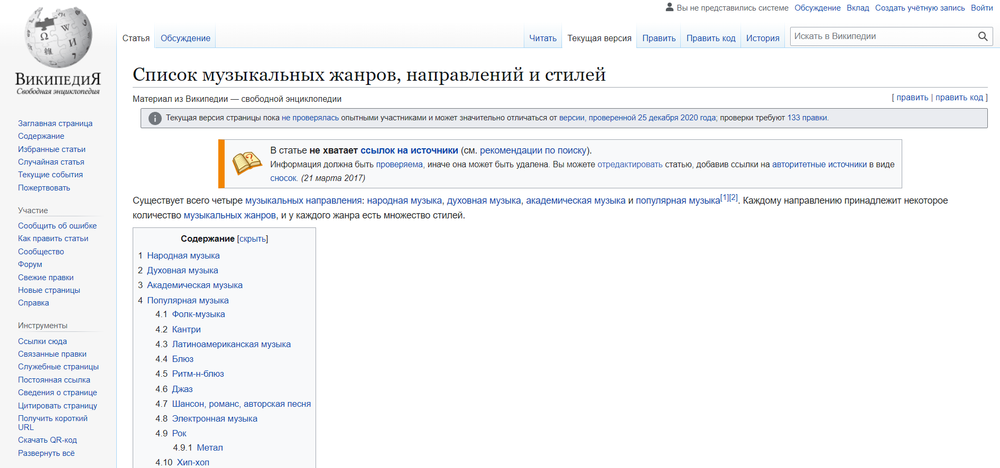 Вы не представились системе Обсуждение Вклад Создать учётную запись Войти
Статья Обсуждение Читать Текущая версия Править Править код История Искать в Википедии
ВИКИПЕДИЯ
Свободная энциклопедия
Заглавная страница
Содержание
Избранные статьи
Случайная статья
Текущие события
Пожертвовать
Участие
Сообщить об ошибке
Как править статьи
Сообщество
Форум
Свежие правки
Новые страницы
Справка
Инструменты
Ссылки сюда
Связанные правки
Служебные страницы
Постоянная ссылка
Сведения о странице
Цитировать страницу
Получить короткий
URL
Скачать QR-код
Развернуть всё
Список музыкальных жанров, направлений и стилей
Материал из Википедии — свободной энциклопедии [ править | править код ]
Текущая версия страницы пока не проверялась опытными участниками и может значительно отличаться от версии, проверенной 25 декабря 2020 года; проверки требуют 133 правки.
В статье не хватает ссылок на источники (см. рекомендации по поиску).
Информация должна быть проверяема, иначе она может быть удалена. Вы можете отредактировать статью, добавив ссылки на авторитетные источники в виде
сносок. (21 марта 2017)
Существует всего четыре музыкальных направления: народная музыка, духовная музыка, академическая музыка и популярная музыка[1][2]. Каждому направлению принадлежит некоторое
количество музыкальных жанров, и у каждого жанра есть множество стилей.
Содержание [скрыть]
1 Народная музыка
2 Духовная музыка
3 Академическая музыка
4 Популярная музыка
4.1 Фолк-музыка
4.2 Кантри
4.3 Латиноамериканская музыка
4.4 Блюз
4.5 Ритм-н-блюз
4.6 Джаз
4.7 Шансон, романс, авторская песня
4.8 Электронная музыка
4.9 Рок
4.9.1 Метал
4.10 Хип-хоп